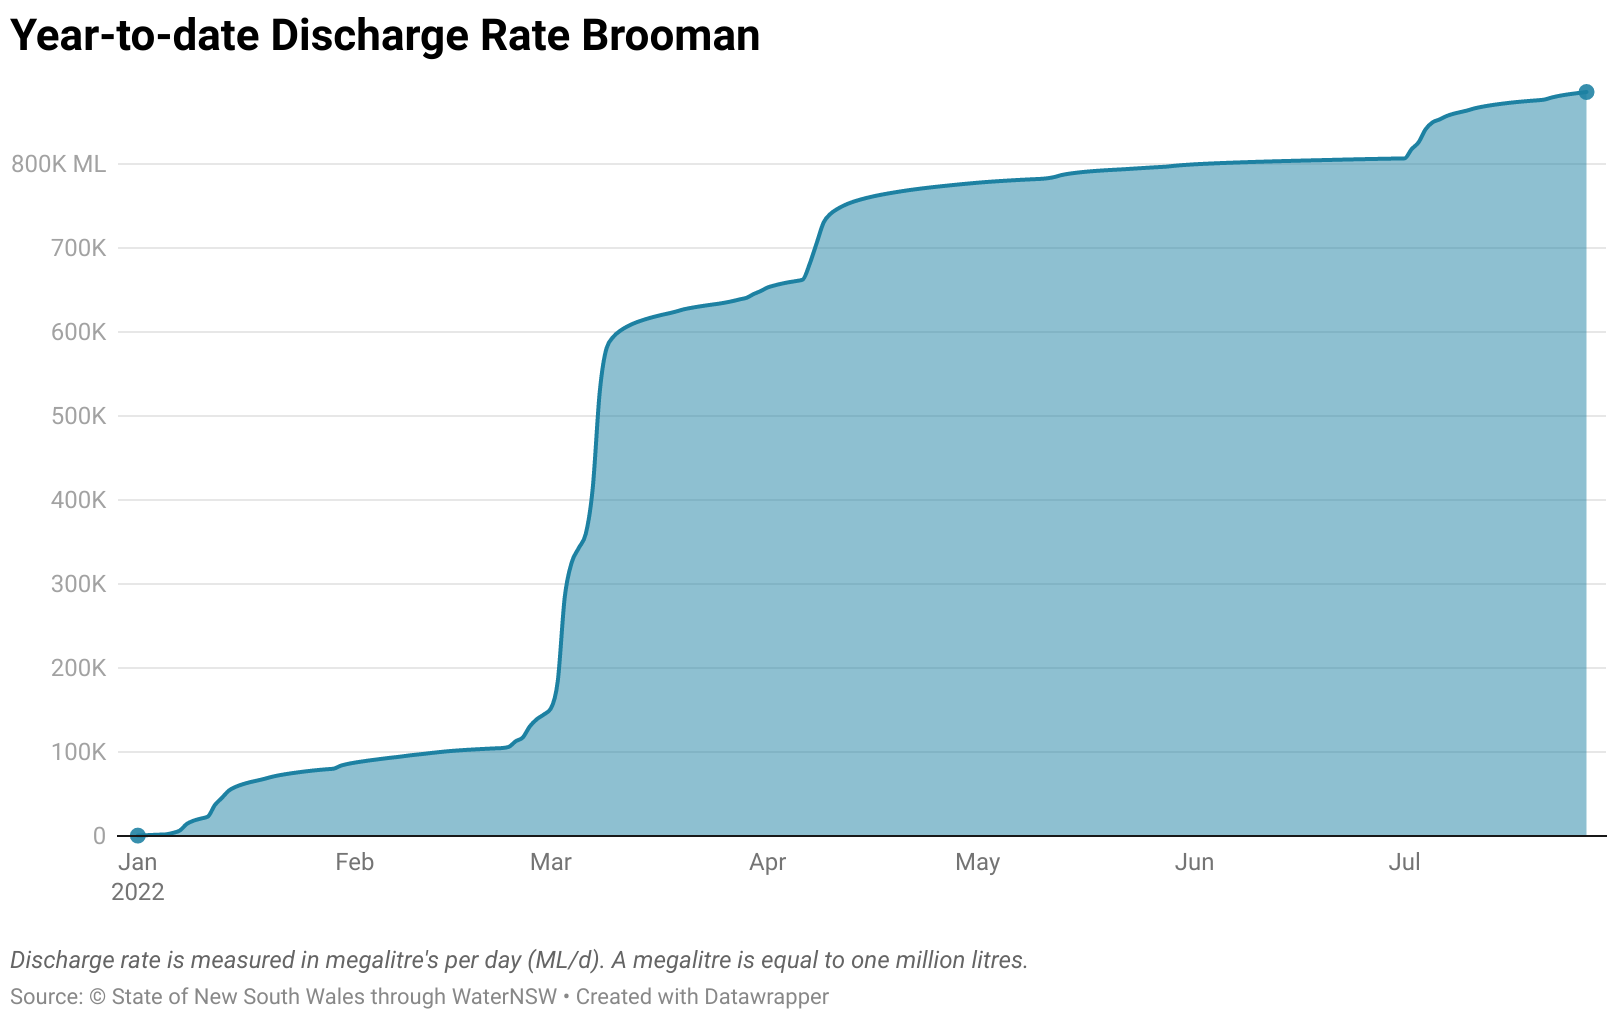 Year-to-date Discharge Rate Brooman
800K ML
700K
600K
500K
400K
300K
200K
100K
0
Jan Feb Mar Apr May Jun Jul
2022
Discharge rate is measured in megalitre's per day (ML/d). A megalitre is equal to one million litres.
Source: © State of New South Wales through WaterNSW • Created with Datawrapper